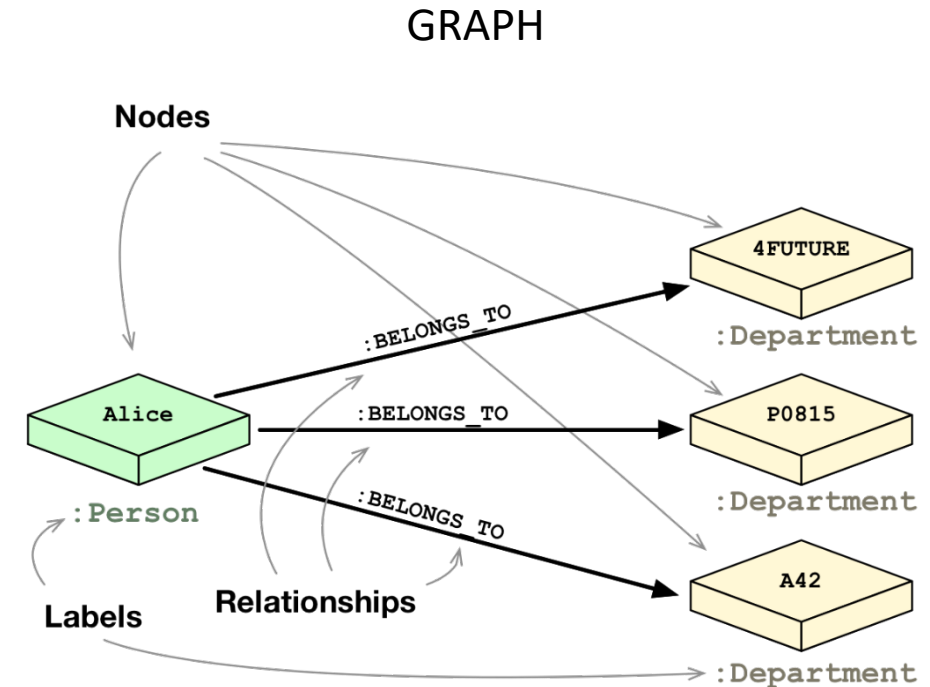 GRAPH
Nodes
4FUTURE
:Department
:BELONGS_TO
Alice
:Person
:BELONGS_TO
P0815
:Department
:BELONGS_TO
A42
:Department
Labels
Relationships